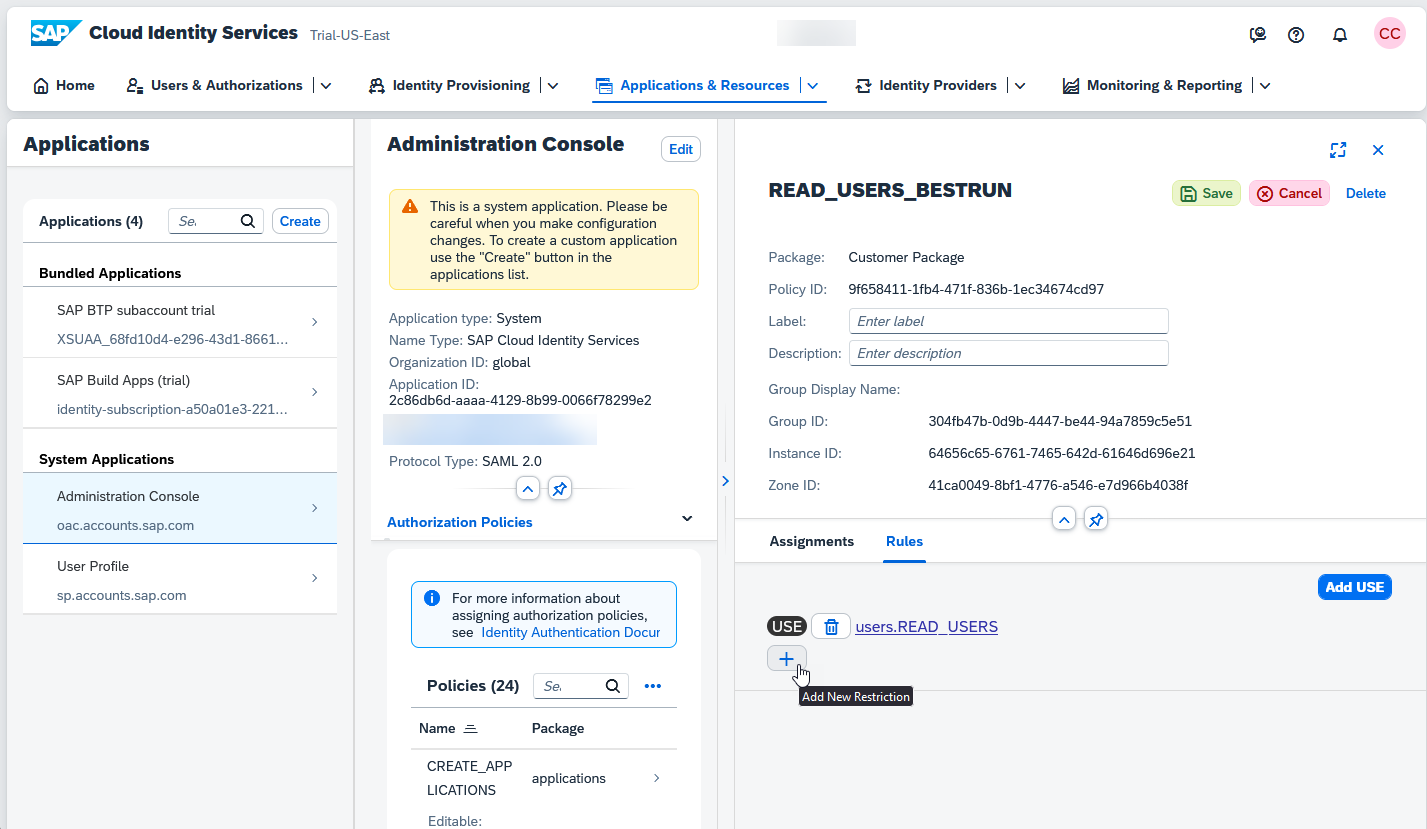 SAP Cloud Identity Services Trial-US-East
CC
Home
Users & Authorizations
Identity Provisioning
Applications & Resources
Identity Providers
Monitoring & Reporting
Applications
Applications (4)
Se
Create
Bundled Applications
SAP BTP subaccount trial
XSUAA_68fd10d4-e296-43d1-8661...
SAP Build Apps (trial)
identity-subscription-a50a01e3-221...
System Applications
Administration Console
oac.accounts.sap.com
User Profile
sp.accounts.sap.com
Administration Console
Edit
This is a system application. Please be
careful when you make configuration
changes. To create a custom application
use the "Create" button in the
applications list.
Application type: System
Name Type: SAP Cloud Identity Services
Organization ID: global
Application ID:
2c86db6d-aaaa-4129-8b99-0066f78299e2
Protocol Type: SAML 2.0
Authorization Policies
For more information about
assigning authorization policies,
see Identity Authentication Docur
Policies (24)
Se
Name
Package
CREATE_APP
LICATIONS
applications
Editable:
READ_USERS_BESTRUN
Save
Cancel
Delete
Package: Customer Package
Policy ID: 9f658411-1fb4-471f-836b-1ec34674cd97
Label: Enter label
Description: Enter description
Group Display Name:
Group ID: 304fb47b-0d9b-4447-be44-94a7859c5e51
Instance ID: 64656c65-6761-7465-642d-61646d696e21
Zone ID: 41ca0049-8bf1-4776-a546-e7d966b4038f
Assignments
Rules
Add USE
USE users.READ_USERS
Add New Restriction